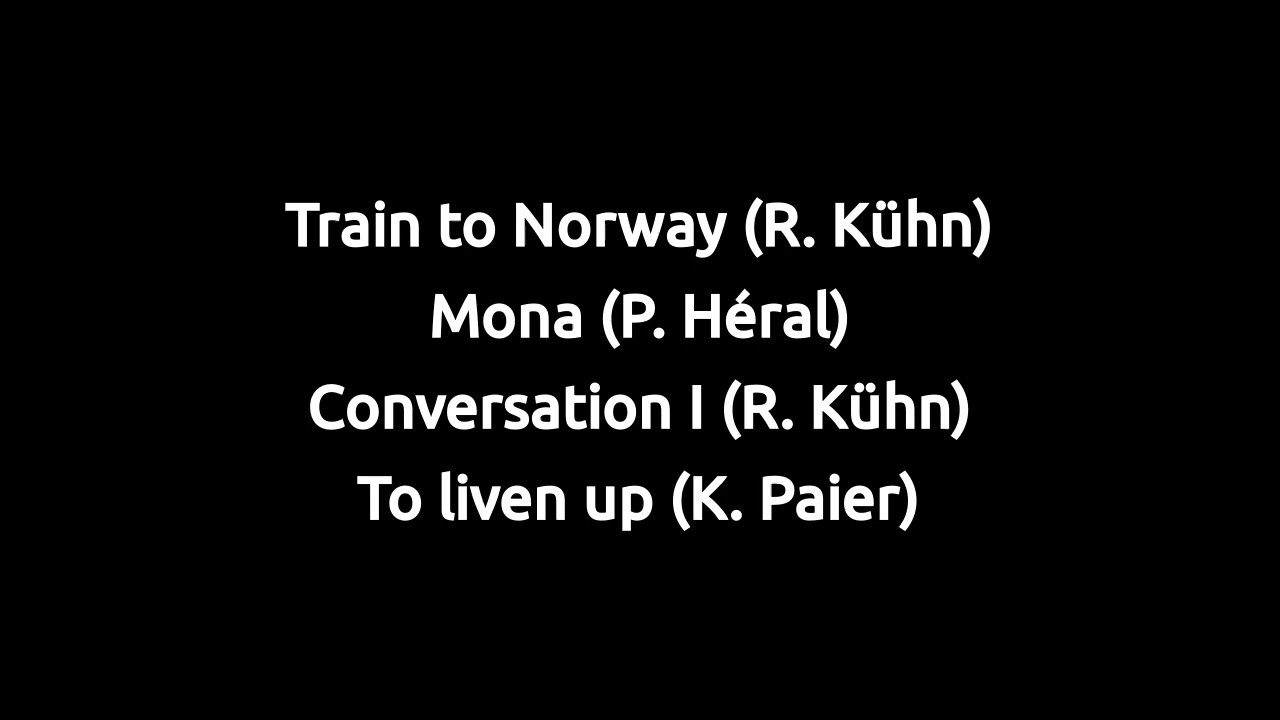 Train to Norway (R. Kühn)
Mona (P. Héral)
Conversation I (R. Kühn)
To liven up (K. Paier)